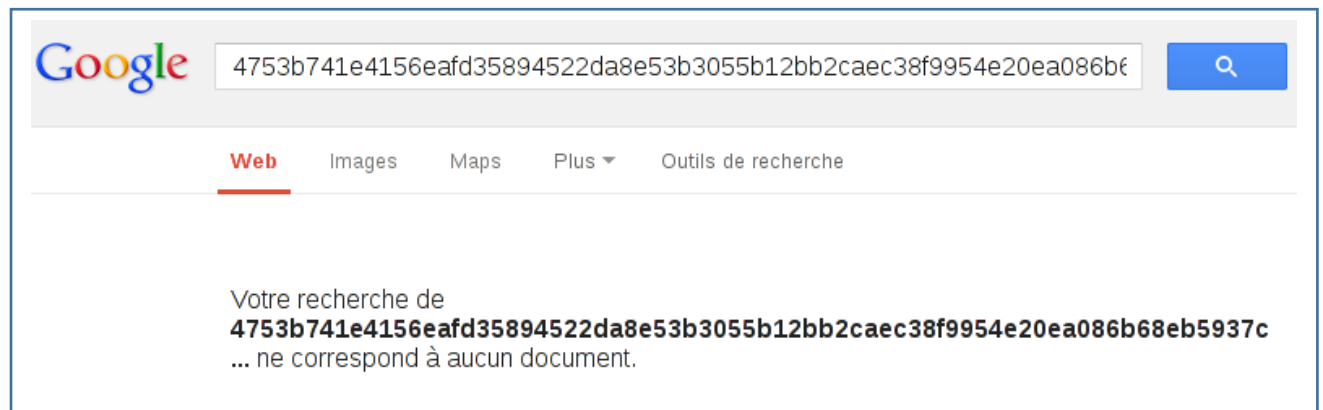 Google 4753b741e4156eafd35894522da8e53b3055b12bb2caec38f9954e20ea086b6
Web Images Maps Plus Outils de recherche
Votre recherche de
4753b741e4156eafd35894522da8e53b3055b12bb2caec38f9954e20ea086b68eb5937c
... ne correspond à aucun document.